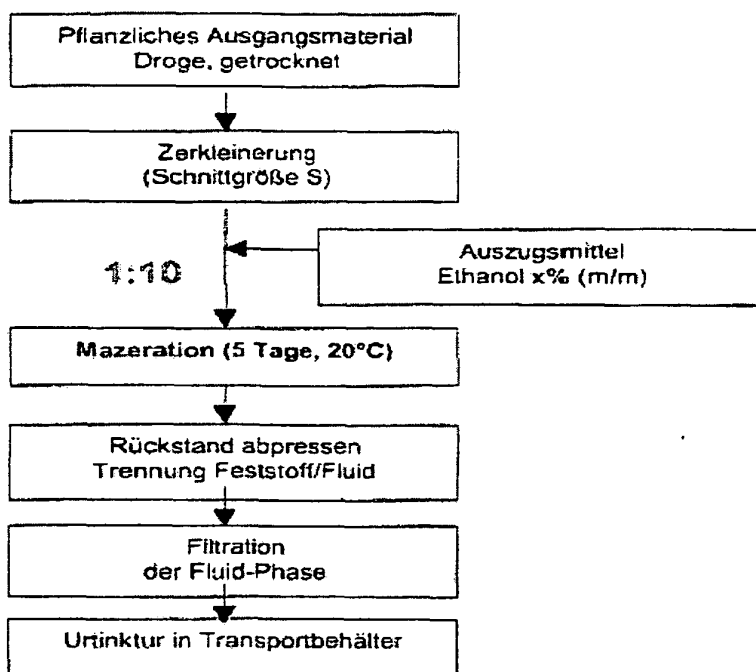 Pflanzliches Ausgangsmaterial
Droge, getrocknet
Zerkleinerung
(Schnittgröße S)
1:10
Auszugsmittel
Ethanol x% (m/m)
Mazeration (5 Tage, 20°C)
Rückstand abpressen
Trennung Feststoff/Fluid
Filtration
der Fluid-Phase
Urtinktur in Transportbehälter